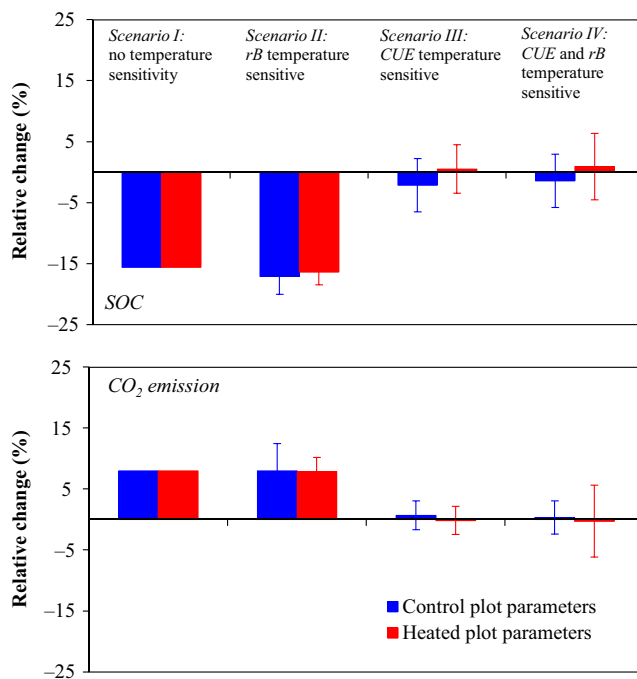 25
15
5
−5
−15
−25
Relative change (%)
Scenario I:
no temperature
sensitivity
Scenario II:
rB temperature
sensitive
Scenario III:
CUE temperature
sensitive
Scenario IV:
CUE and rB
temperature
sensitive
SOC
25
15
5
−5
−15
−25
Relative change (%)
CO₂ emission
Control plot parameters
Heated plot parameters